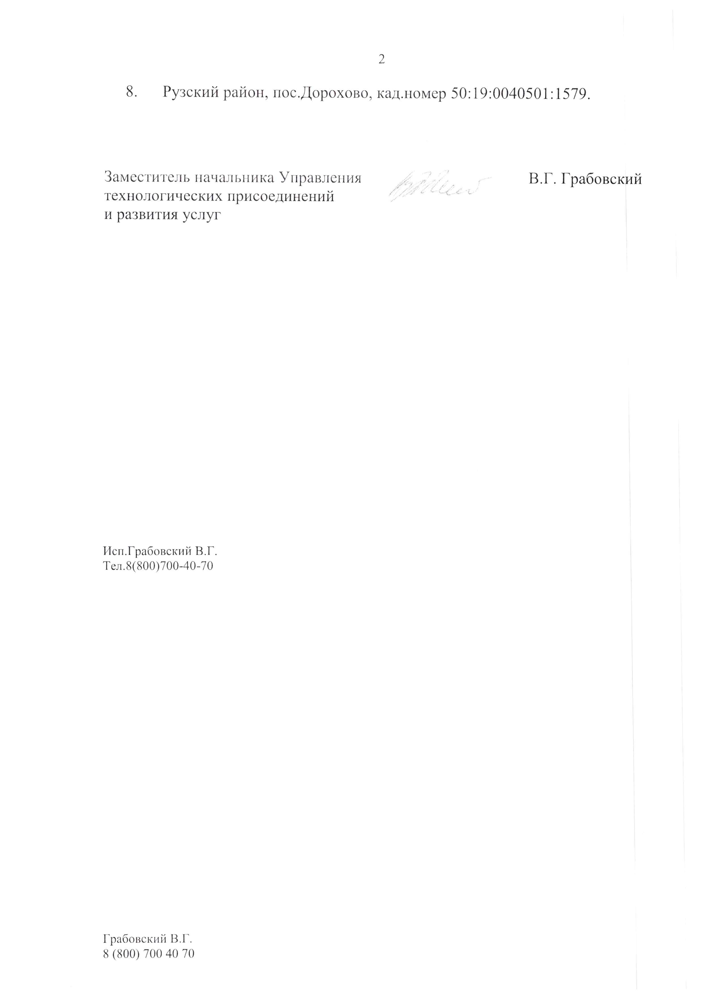 2
8. Рузский район, пос.Дорохово, кад.номер 50:19:0040501:1579.
Заместитель начальника Управления В.Г. Грабовский
технологических присоединений
и развития услуг
Исп.Грабовский В.Г.
Тел.8(800)700-40-70
Грабовский В.Г.
8 (800) 700 40 70